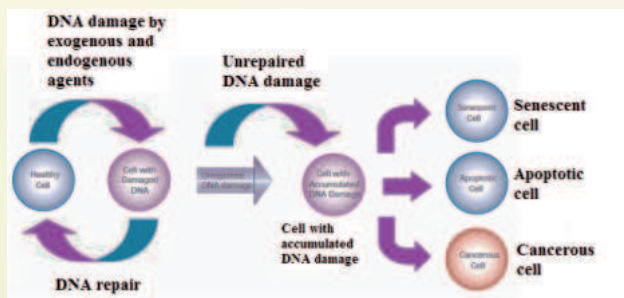 DNA damage by
exogenous and
endogenous
agents
Unrepaired
DNA damage
Healthy
Cell
Cell with
Damaged
DNA
Unrepaired
DNA damage
Cell with
Accumulated
DNA Damage
Senescent
Cell
Senescent
cell
Apoptotic
Cell
Apoptotic
cell
Cancerous
Cell
Cancerous
cell
Cell with
accumulated
DNA damage
DNA repair